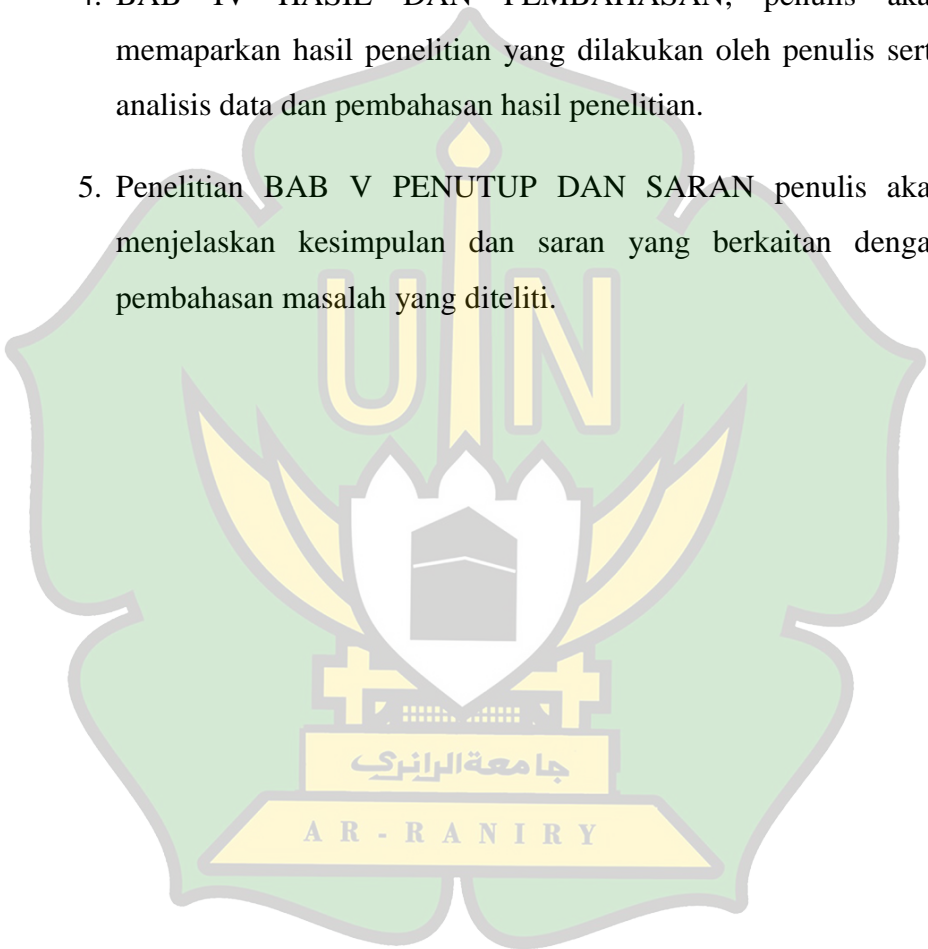 4. BAB IV HASIL DAN PEMBAHASAN, penulis aka
memaparkan hasil penelitian yang dilakukan oleh penulis sert
analisis data dan pembahasan hasil penelitian.
5. Penelitian BAB V PENUTUP DAN SARAN penulis aka
menjelaskan kesimpulan dan saran yang berkaitan denga
pembahasan masalah yang diteliti.
UIN
جامعة الرانري
AR-RANIRY